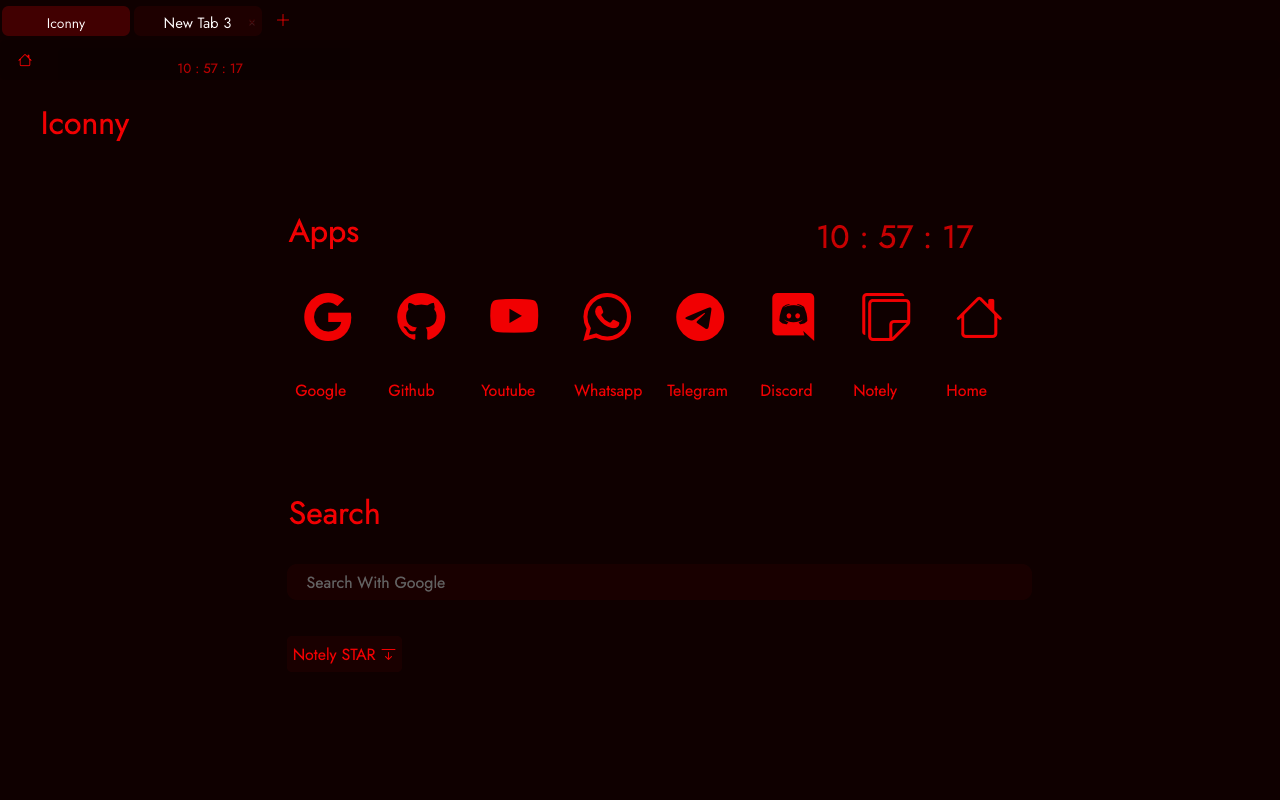 Iconny
New Tab 3
10 : 57 : 17
Iconny
Apps
10 : 57 : 17
Google
Github
Youtube
Whatsapp
Telegram
Discord
Notely
Home
Search
Search With Google
Notely STAR